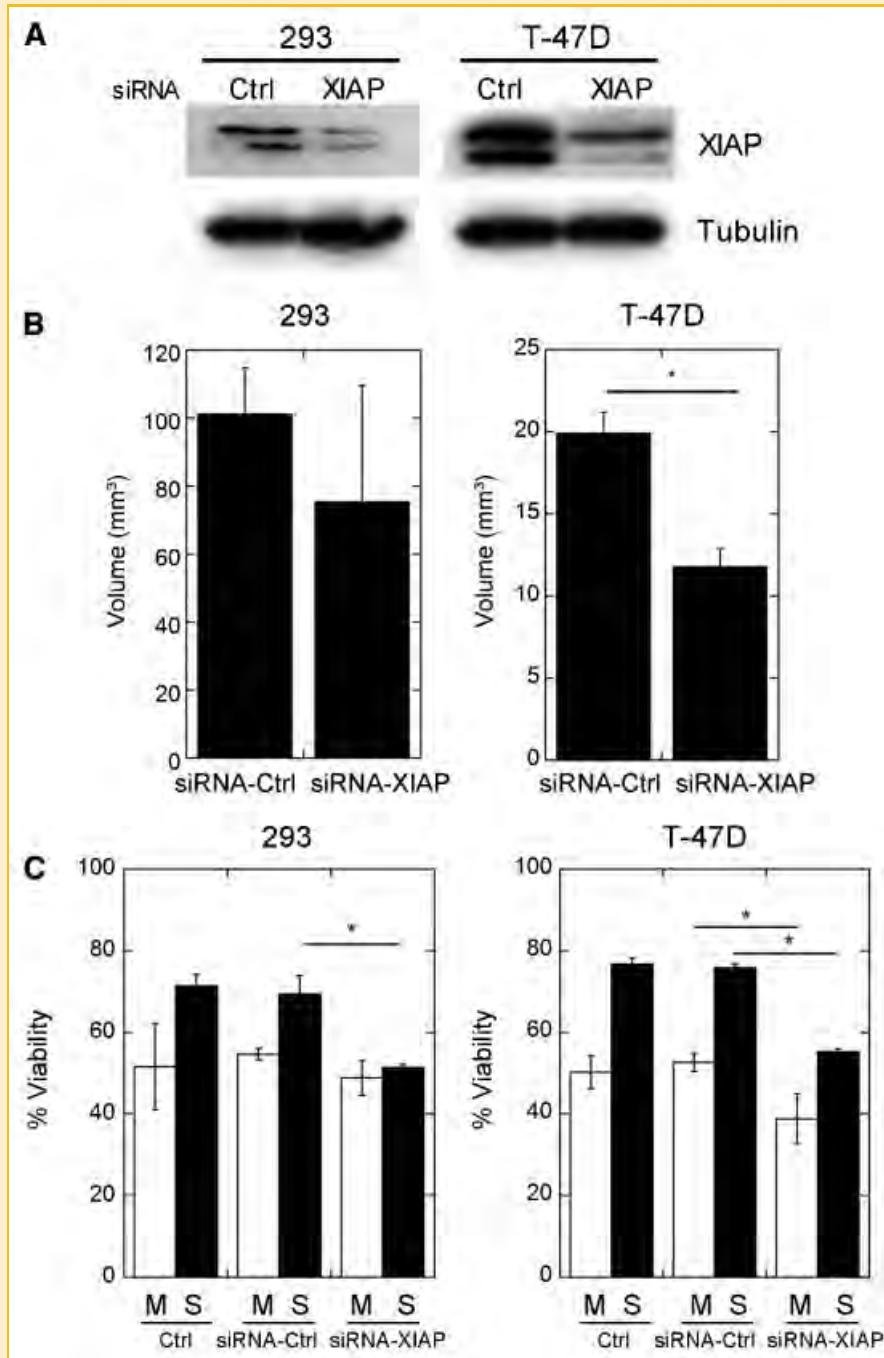 A
293 T-47D
siRNA Ctrl XIAP Ctrl XIAP
XIAP
Tubulin
B
293
120
100
80
60
40
20
0
Volume (mm³)
siRNA-Ctrl siRNA-XIAP
T-47D
25
20
15
10
5
0
Volume (mm³)
*
siRNA-Ctrl siRNA-XIAP
C
293
100
80
60
40
20
0
% Viability
*
M S M S M S
Ctrl siRNA-Ctrl siRNA-XIAP
T-47D
100
80
60
40
20
0
% Viability
*
*
M S M S M S
Ctrl siRNA-Ctrl siRNA-XIAP